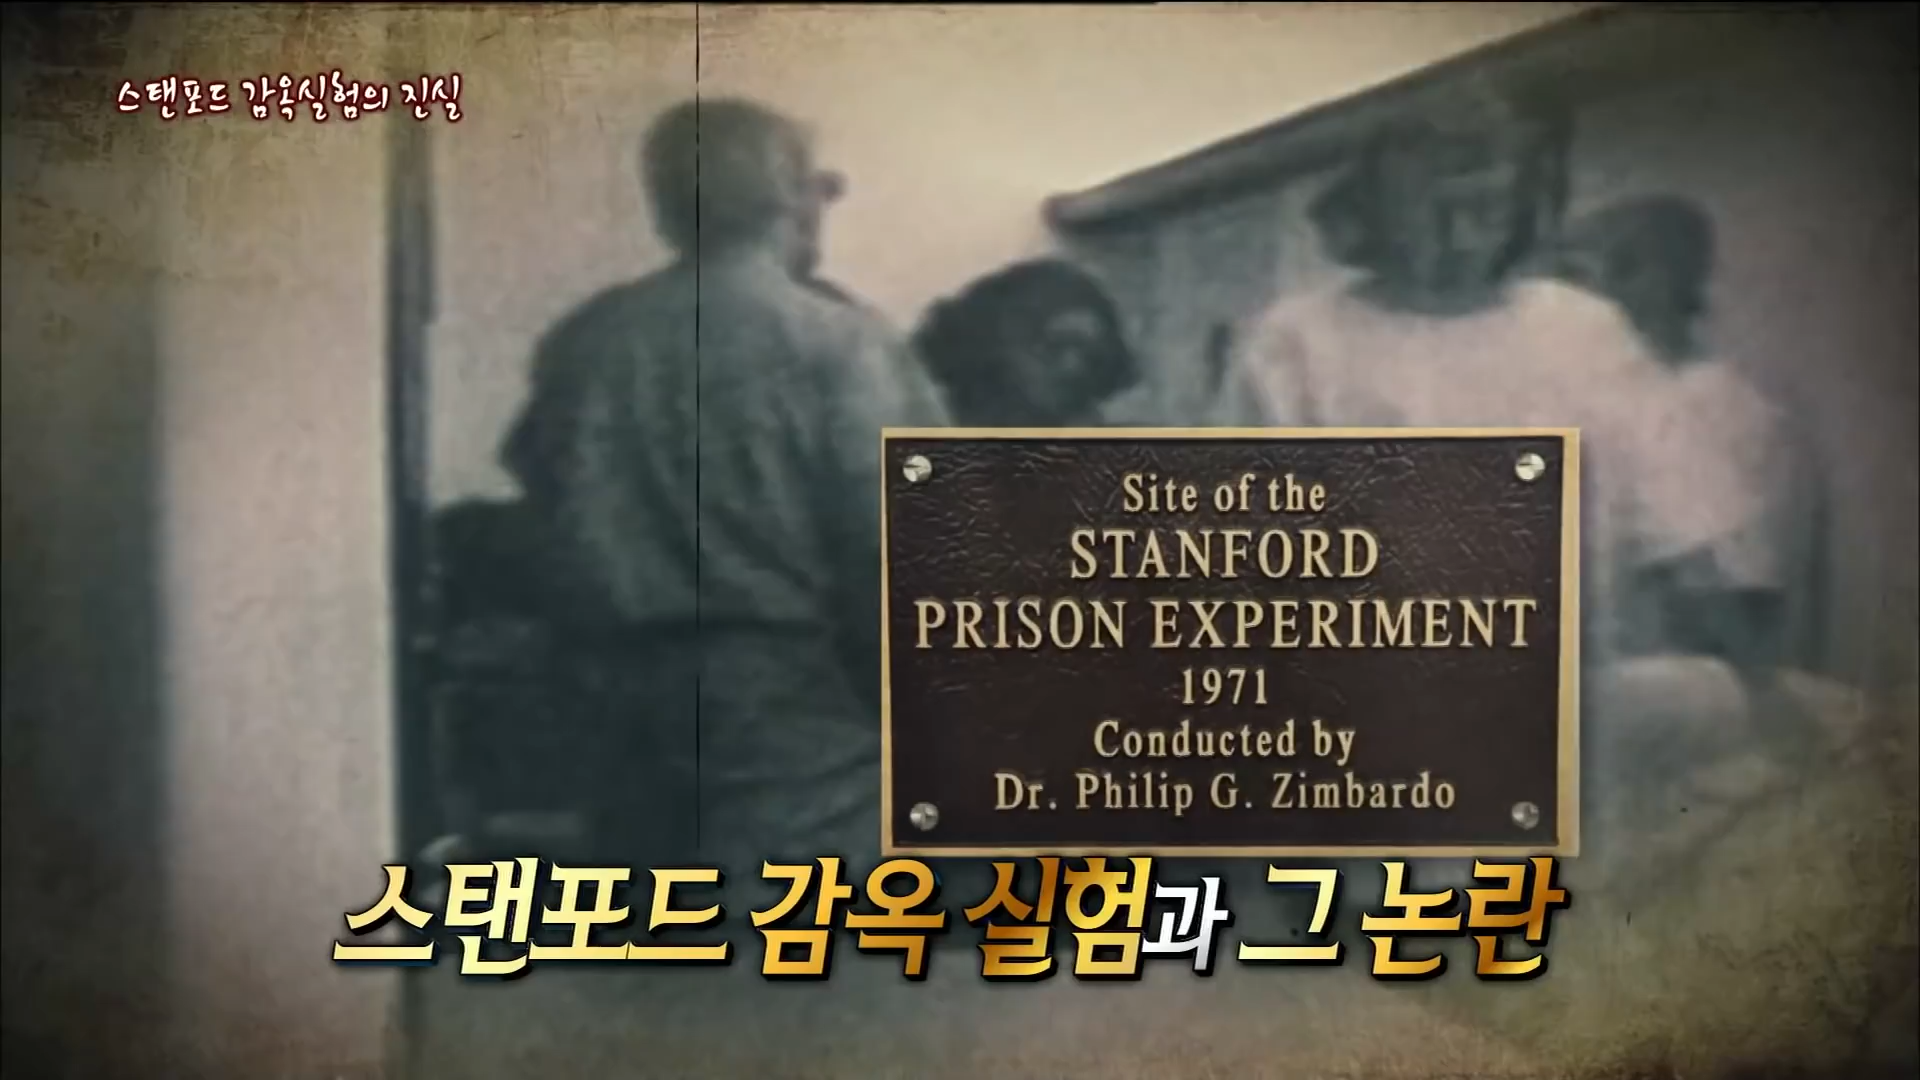 스탠포드 감옥실험의 진실
Site of the
STANFORD
PRISON EXPERIMENT
1971
Conducted by
Dr. Philip G. Zimbardo
스탠포드 감옥 실험과 그 논란